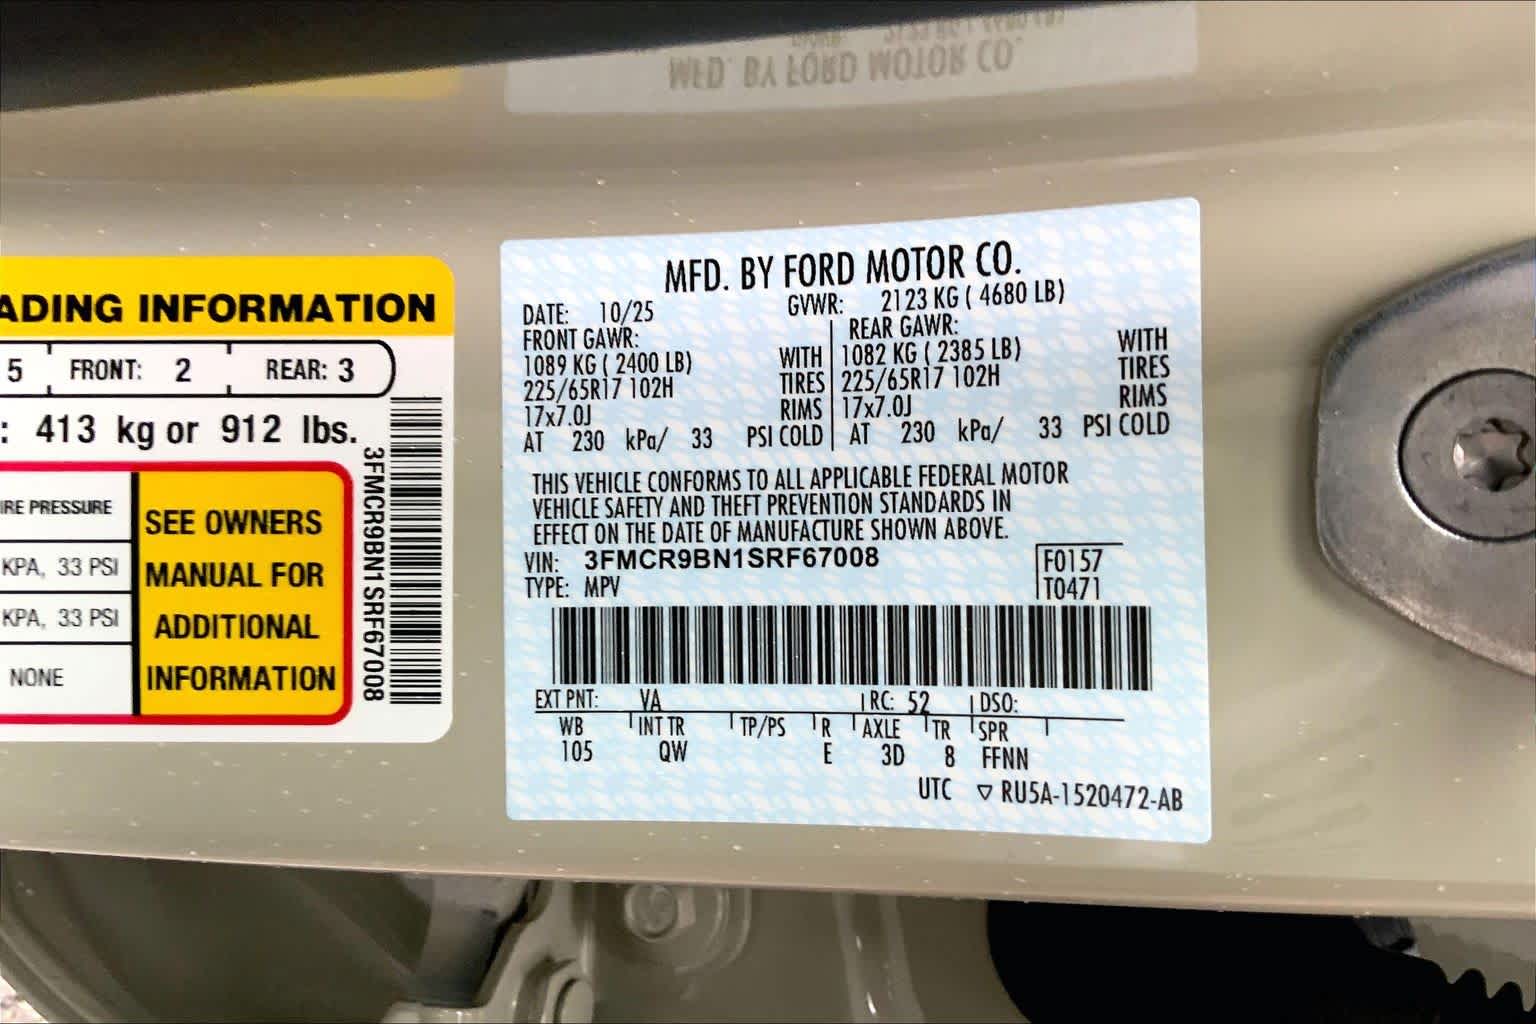 MFD. BY FORD MOTOR CO.
ADING INFORMATION
5 FRONT: 2 REAR: 3
: 413 kg or 912 lbs.
IRE PRESSURE
KPA, 33 PSI
KPA, 33 PSI
NONE
SEE OWNERS
MANUAL FOR
ADDITIONAL
INFORMATION
3FMCR9BN1SRF67008
MFD. BY FORD MOTOR CO.
DATE: 10/25 GVWR: 2123 KG ( 4680 LB)
FRONT GAWR: REAR GAWR:
1089 KG ( 2400 LB) WITH 1082 KG ( 2385 LB) WITH
225/65R17 102H TIRES 225/65R17 102H TIRES
17x7.0J RIMS 17x7.0J RIMS
AT 230 kPa/ 33 PSI COLD AT 230 kPa/ 33 PSI COLD
THIS VEHICLE CONFORMS TO ALL APPLICABLE FEDERAL MOTOR
VEHICLE SAFETY AND THEFT PREVENTION STANDARDS IN
EFFECT ON THE DATE OF MANUFACTURE SHOWN ABOVE.
VIN: 3FMCR9BN1SRF67008 F0157
TYPE: MPV T0471
EXT PNT: VA RC: 52 DSO:
WB INT TR TP/PS R AXLE TR SPR
105 QW E 3D 8 FFNN
UTC ▽ RU5A-1520472-AB